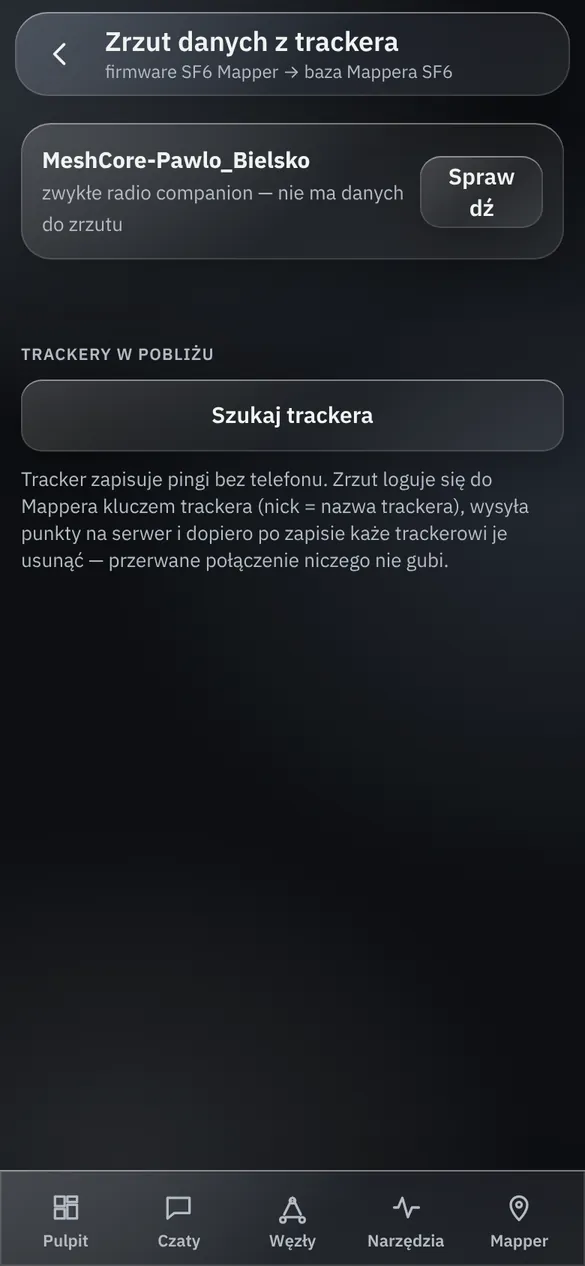 Zrzut danych z trackera
firmware SF6 Mapper → baza Mappera SF6
MeshCore-Pawlo_Bielsko
zwykłe radio companion — nie ma danych
do zrzutu
Spraw
dź
TRACKERY W POBLIŻU
Szukaj trackera
Tracker zapisuje pingi bez telefonu. Zrzut loguje się do
Mappera kluczem trackera (nick = nazwa trackera), wysyła
punkty na serwer i dopiero po zapisie każe trackerowi je
usunąć — przerwane połączenie niczego nie gubi.
Pulpit
Czaty
Węzły
Narzędzia
Mapper